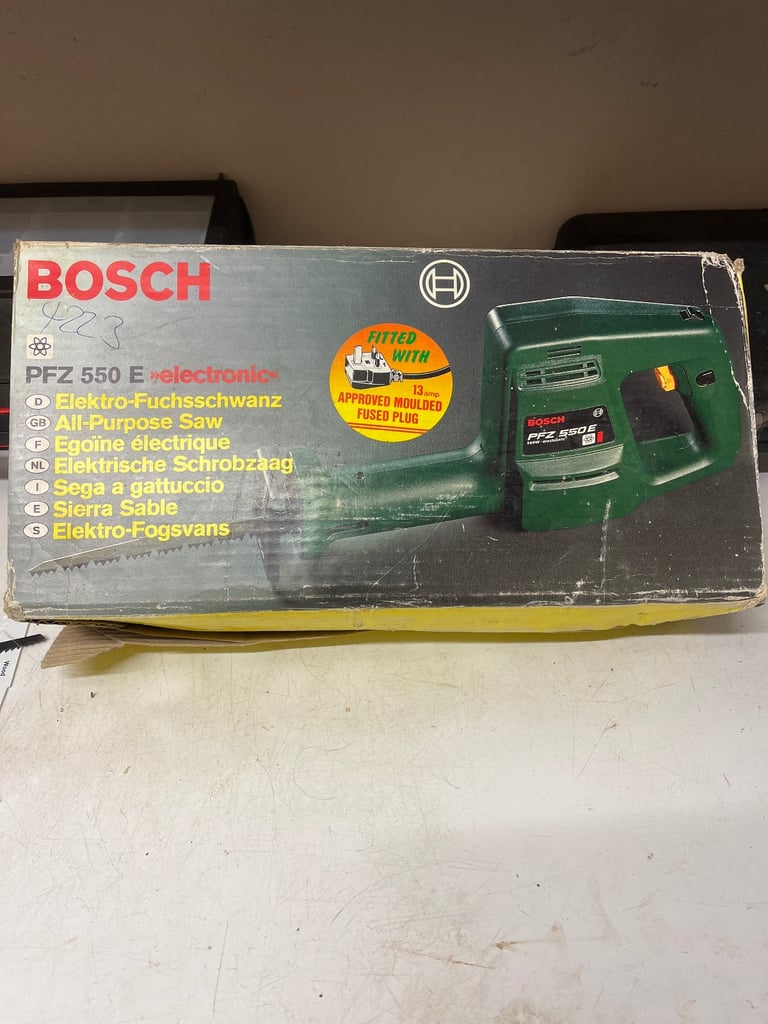 BOSCH
4223
PFZ 550 E »electronic«
D Elektro-Fuchsschwanz
GB All-Purpose Saw
F Egoïne électrique
NL Elektrische Schrobzaag
I Sega a gattuccio
E Sierra Sable
S Elektro-Fogsvans
FITTED
WITH
13 amp
APPROVED MOULDED
FUSED PLUG
BOSCH
PFZ 550 E
Wood